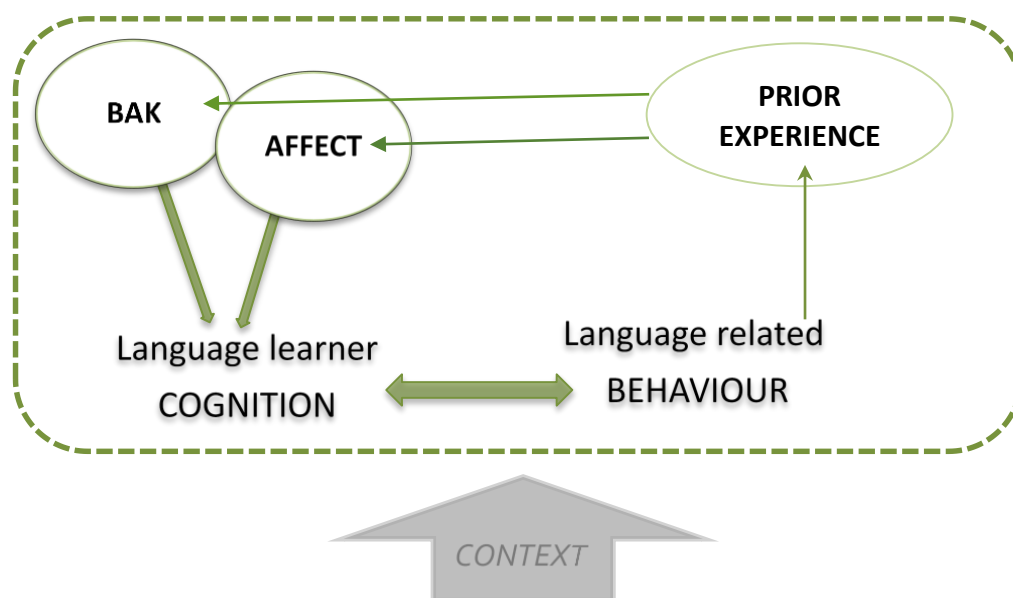 BAK
AFFECT
PRIOR
EXPERIENCE
Language learner
COGNITION
Language related
BEHAVIOUR
CONTEXT